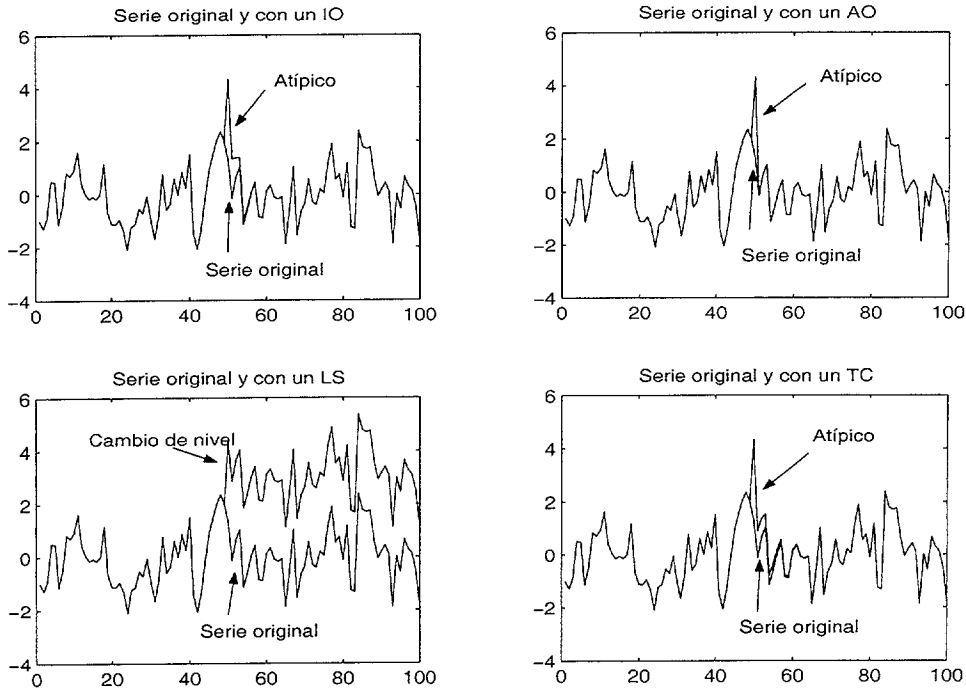 Serie original y con un IO
6
4
2
0
−2
−4
0 20 40 60 80 100
Atípico
Serie original
Serie original y con un AO
6
4
2
0
−2
−4
0 20 40 60 80 100
Atípico
Serie original
Serie original y con un LS
6
4
2
0
−2
−4
0 20 40 60 80 100
Cambio de nivel
Serie original
Serie original y con un TC
6
4
2
0
−2
−4
0 20 40 60 80 100
Atípico
Serie original